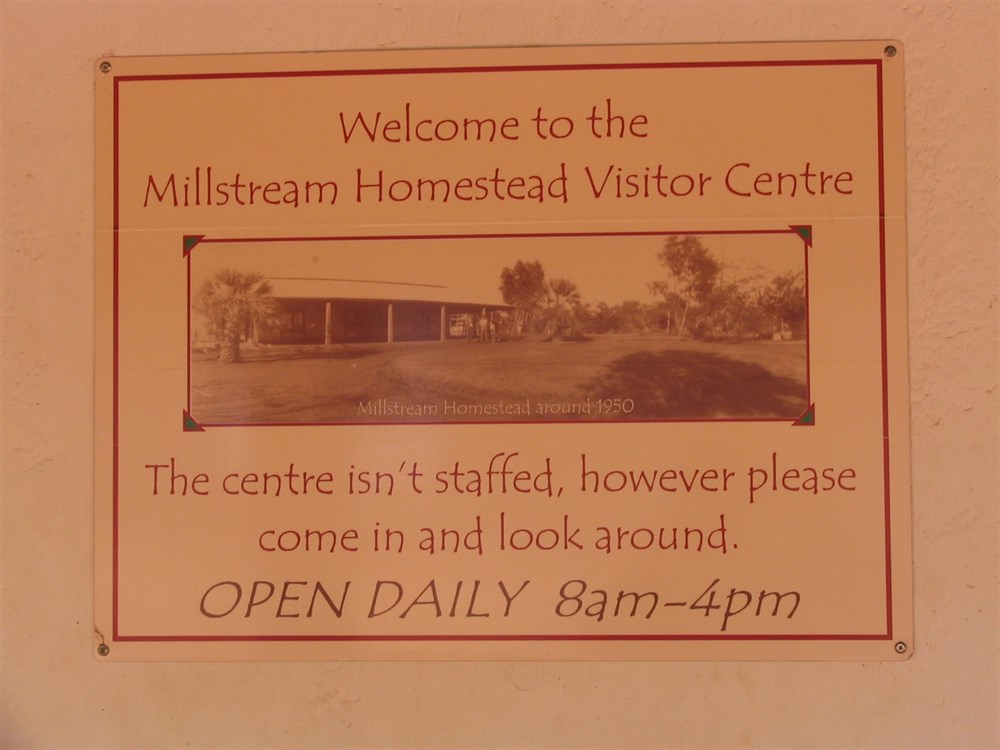 Welcome to the
Millstream Homestead Visitor Centre
Millstream Homestead around 1950
The centre isn't staffed, however please
come in and look around.
OPEN DAILY 8am-4pm